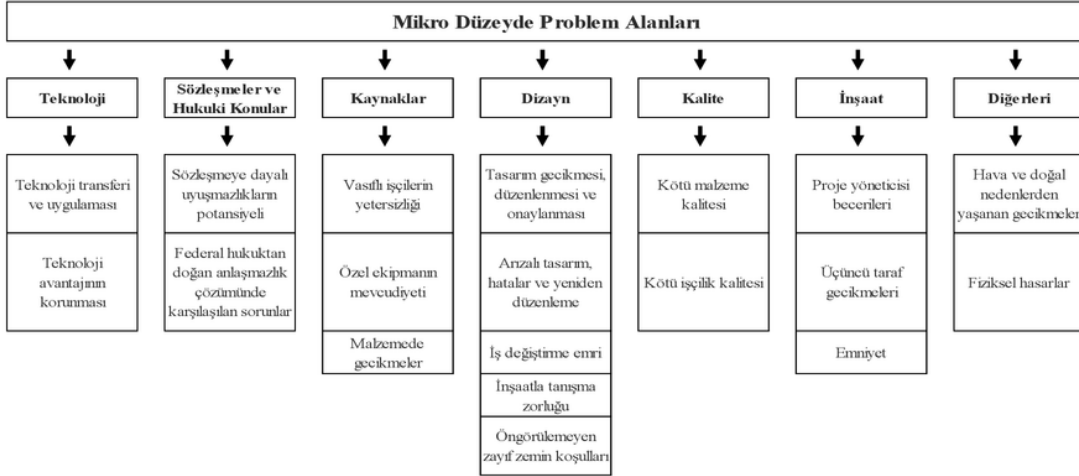 Mikro Düzeyde Problem Alanları
Teknoloji
Sözleşmeler ve
Hukuki Konular
Kaynaklar
Dizayn
Kalite
İnşaat
Diğerleri
Teknoloji transferi
ve uygulaması
Teknoloji
avantajının
korunması
Sözleşmeye dayalı
uyuşmazlıkların
potansiyeli
Federal hukuktan
doğan anlaşmazlık
çözümünde
karşılaşılan sorunlar
Vasıflı işçilerin
yetersizliği
Özel ekipmanın
mevcudiyeti
Malzemede
gecikmeler
Tasarım gecikmesi,
düzenlenmesi ve
onaylanması
Arızalı tasarım,
hatalar ve yeniden
düzenleme
İş değiştirme emri
İnşaatla tanışma
zorluğu
Öngörülemeyen
zayıf zemin koşulları
Kötü malzeme
kalitesi
Kötü işçilik kalitesi
Proje yöneticisi
becerileri
Üçüncü taraf
gecikmeleri
Emniyet
Hava ve doğal
nedenlerden
yaşanan gecikmeler
Fiziksel hasarlar